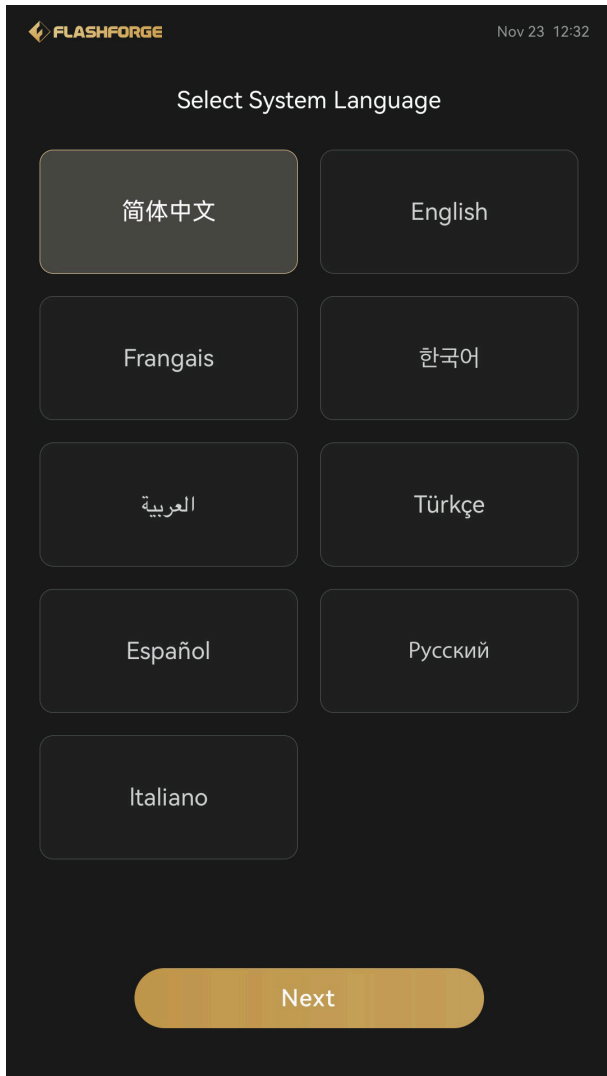 FLASHFORGE
Nov 23 12:32
Select System Language
简体中文
English
Frangais
한국어
العربية
Türkçe
Español
Русский
Italiano
Next